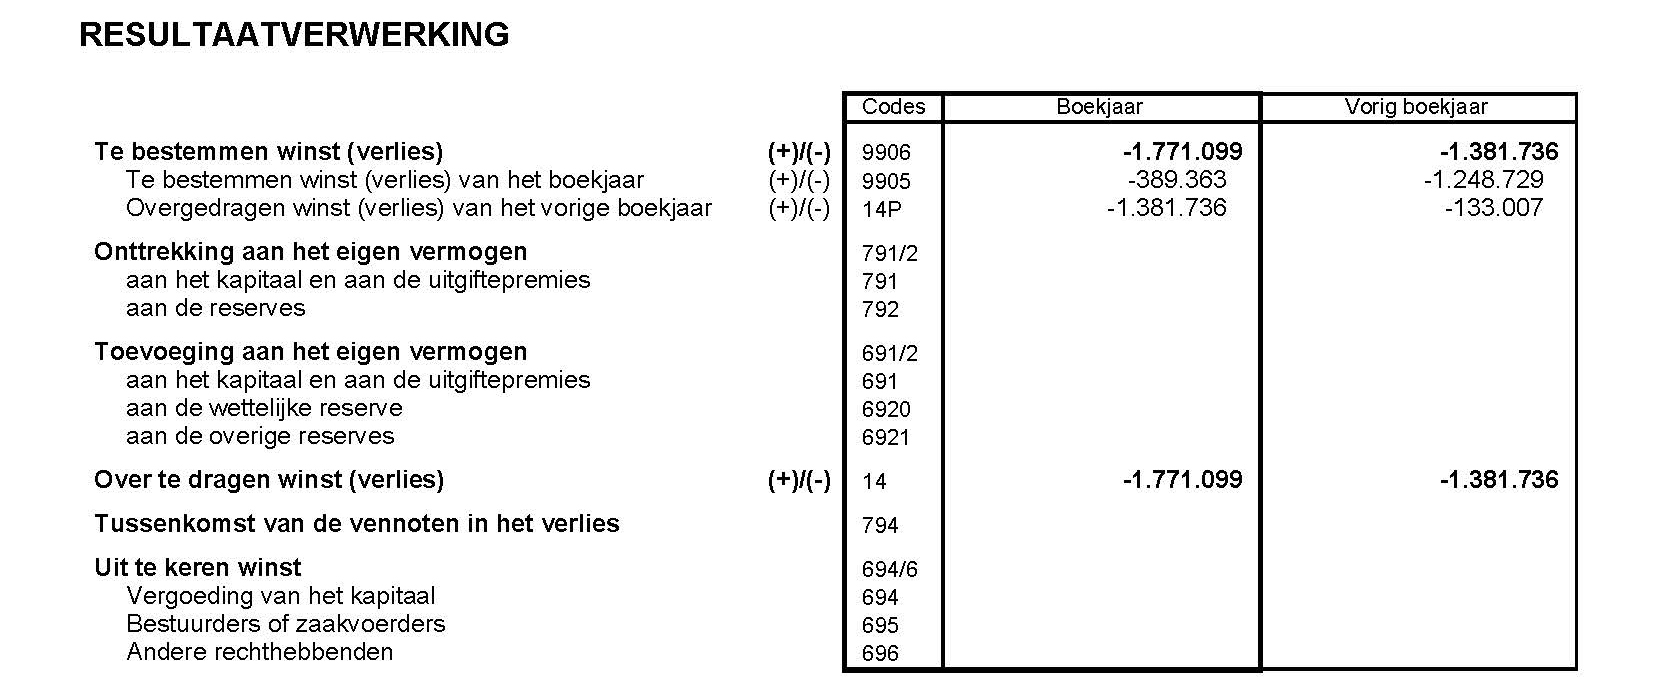 RESULTAATVERWERKING
Codes Boekjaar Vorig boekjaar
Te bestemmen winst (verlies) (+)/(-) 9906 -1.771.099 -1.381.736
Te bestemmen winst (verlies) van het boekjaar (+)/(-) 9905 -389.363 -1.248.729
Overgedragen winst (verlies) van het vorige boekjaar (+)/(-) 14P -1.381.736 -133.007
Onttrekking aan het eigen vermogen 791/2
aan het kapitaal en aan de uitgiftepremies 791
aan de reserves 792
Toevoeging aan het eigen vermogen 691/2
aan het kapitaal en aan de uitgiftepremies 691
aan de wettelijke reserve 6920
aan de overige reserves 6921
Over te dragen winst (verlies) (+)/(-) 14 -1.771.099 -1.381.736
Tussenkomst van de vennoten in het verlies 794
Uit te keren winst 694/6
Vergoeding van het kapitaal 694
Bestuurders of zaakvoerders 695
Andere rechthebbenden 696